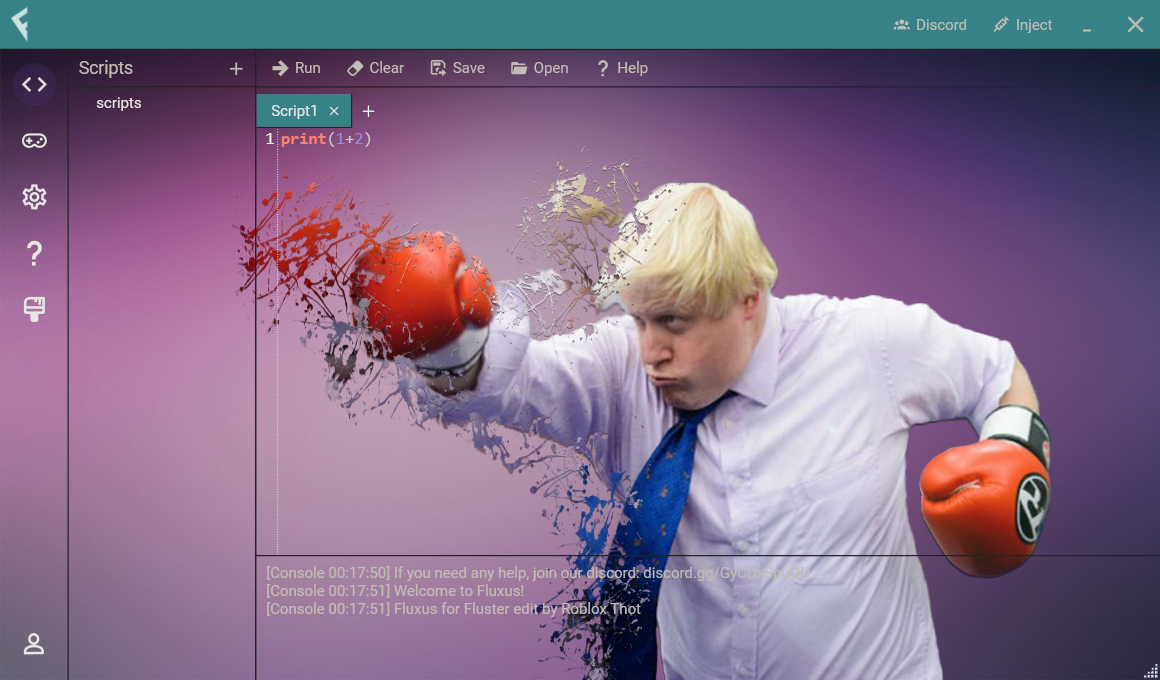 Discord Inject
Scripts + Run Clear Save Open ? Help
scripts
Script1 × +
1 print(1+2)
?
[Console 00:17:50] If you need any help, join our discord: discord.gg/
[Console 00:17:51] Welcome to Fluxus!
[Console 00:17:51] Fluxus for Fluster edit by Roblox Thot